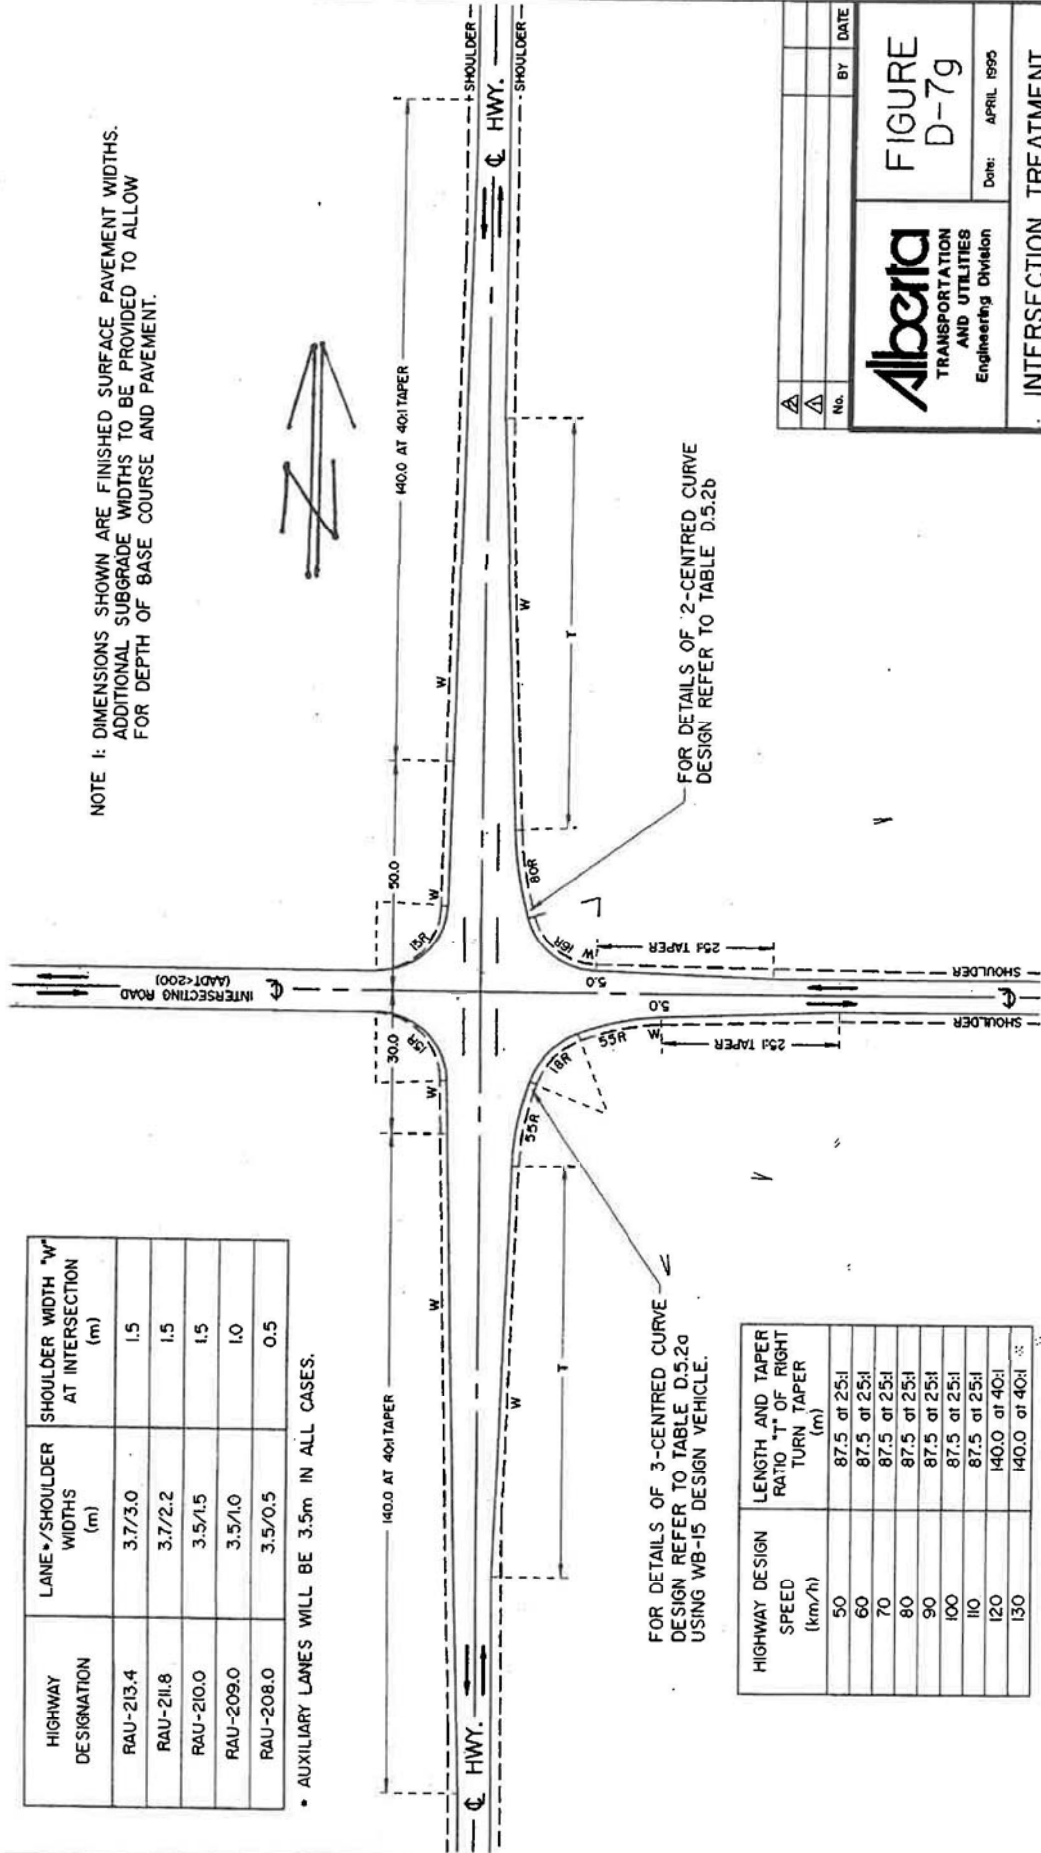 NOTE 1: DIMENSIONS SHOWN ARE FINISHED SURFACE PAVEMENT WIDTHS.
ADDITIONAL SUBGRADE WIDTHS TO BE PROVIDED TO ALLOW
FOR DEPTH OF BASE COURSE AND PAVEMENT.
N
HIGHWAY DESIGNATION
LANE•/SHOULDER WIDTHS (m)
SHOULDER WIDTH "W" AT INTERSECTION (m)
RAU-213.4 3.7/3.0 1.5
RAU-211.8 3.7/2.2 1.5
RAU-210.0 3.5/1.5 1.5
RAU-209.0 3.5/1.0 1.0
RAU-208.0 3.5/0.5 0.5
• AUXILIARY LANES WILL BE 3.5m IN ALL CASES.
INTERSECTING ROAD
(AADT<200)
℄
140.0 AT 40:1 TAPER
30.0
50.0
140.0 AT 40:1 TAPER
SHOULDER
W
W
15R
15R
W
W
℄ HWY.
℄ HWY.
SHOULDER
W
55R
18R
55R
W
80R
16R
W
W
T
T
5.0
5.0
25:1 TAPER
25:1 TAPER
SHOULDER
SHOULDER
℄
FOR DETAILS OF 3-CENTRED CURVE
DESIGN REFER TO TABLE D.5.2a
USING WB-15 DESIGN VEHICLE.
FOR DETAILS OF 2-CENTRED CURVE
DESIGN REFER TO TABLE D.5.2b
HIGHWAY DESIGN SPEED (km/h)
LENGTH AND TAPER RATIO "T" OF RIGHT TURN TAPER (m)
50 87.5 at 25:1
60 87.5 at 25:1
70 87.5 at 25:1
80 87.5 at 25:1
90 87.5 at 25:1
100 87.5 at 25:1
110 87.5 at 25:1
120 140.0 at 40:1
130 140.0 at 40:1
2
1
No. BY DATE
Alberta
TRANSPORTATION
AND UTILITIES
Engineering Division
FIGURE
D-7g
Date: APRIL 1995
INTERSECTION TREATMENT